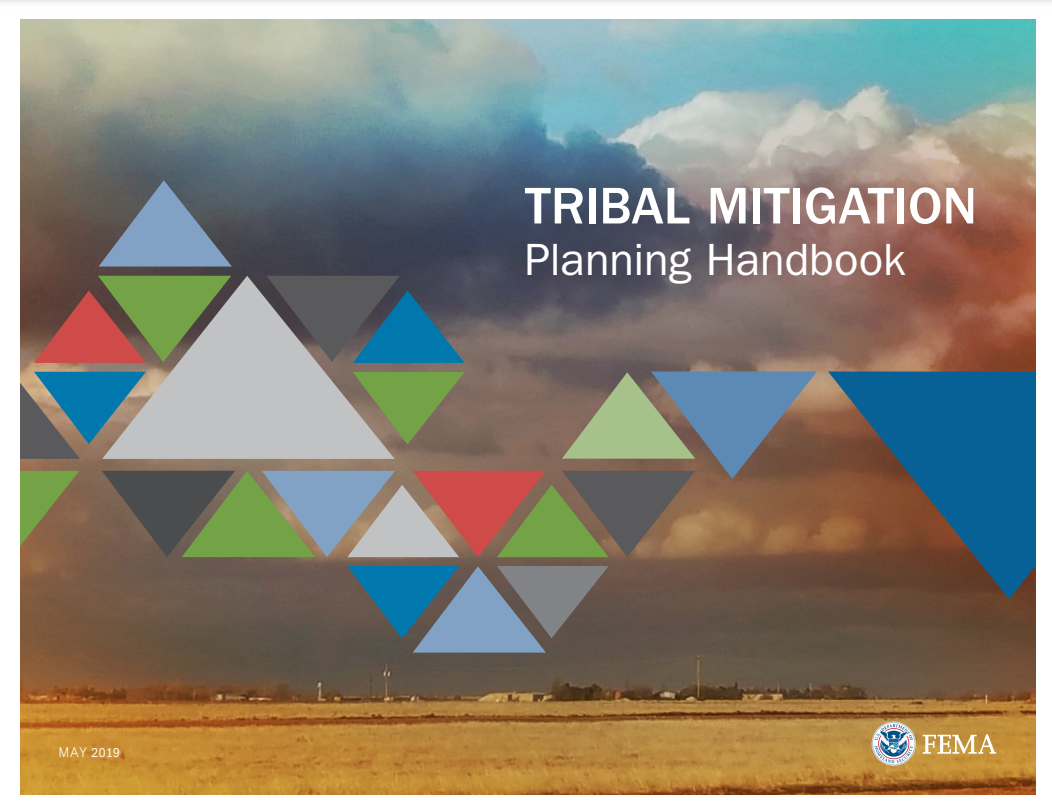 TRIBAL MITIGATION
Planning Handbook
MAY 2019
FEMA